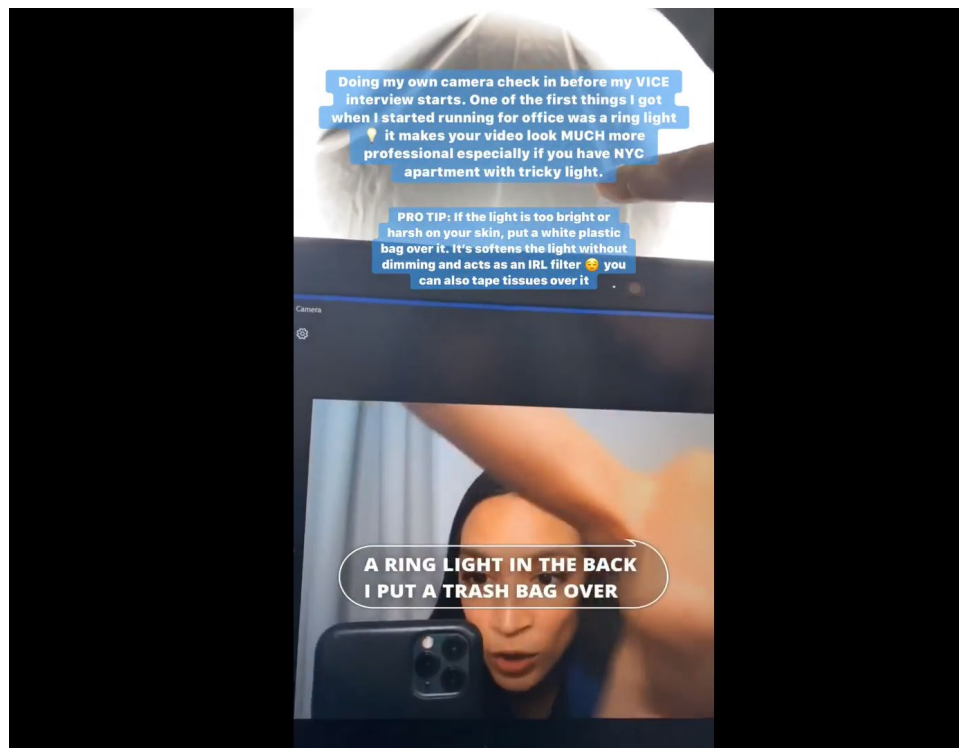 Doing my own camera check in before my VICE
interview starts. One of the first things I got
when I started running for office was a ring light
💡 it makes your video look MUCH more
professional especially if you have NYC
apartment with tricky light.
PRO TIP: If the light is too bright or
harsh on your skin, put a white plastic
bag over it. It's softens the light without
dimming and acts as an IRL filter 😌 you
can also tape tissues over it
Camera
A RING LIGHT IN THE BACK
I PUT A TRASH BAG OVER